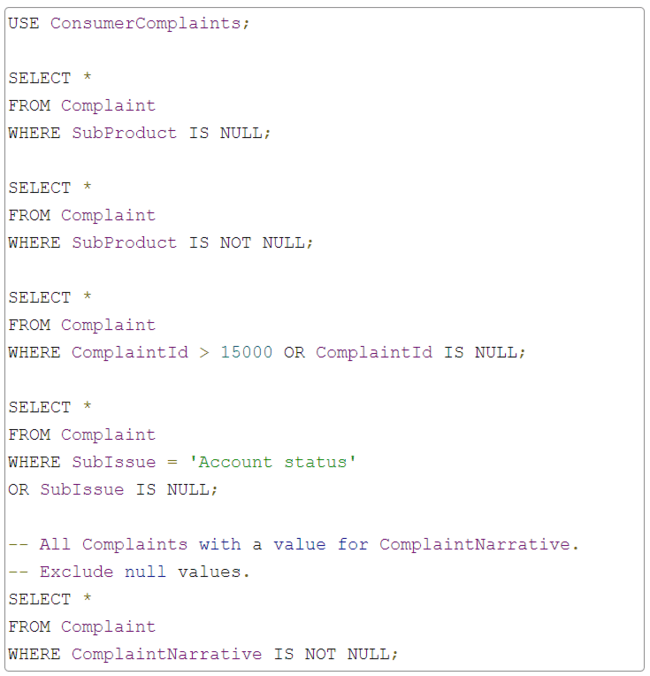 USE ConsumerComplaints;
SELECT *
FROM Complaint
WHERE SubProduct IS NULL;
SELECT *
FROM Complaint
WHERE SubProduct IS NOT NULL;
SELECT *
FROM Complaint
WHERE ComplaintId > 15000 OR ComplaintId IS NULL;
SELECT *
FROM Complaint
WHERE SubIssue = 'Account status'
OR SubIssue IS NULL;
-- All Complaints with a value for ComplaintNarrative.
-- Exclude null values.
SELECT *
FROM Complaint
WHERE ComplaintNarrative IS NOT NULL;